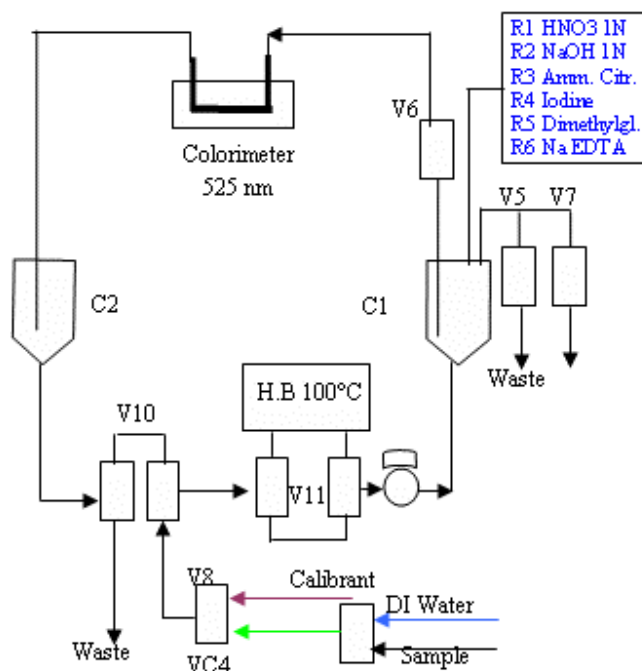 R1 HNO3 1N
R2 NaOH 1N
R3 Amm. Citr.
R4 Iodine
R5 Dimethylgl.
R6 Na EDTA
V6
Colorimeter
525 nm
V5 V7
C2
C1
Waste
H.B 100°C
V10
V11
V8
Calibrant
DI Water
Waste
VC4
Sample